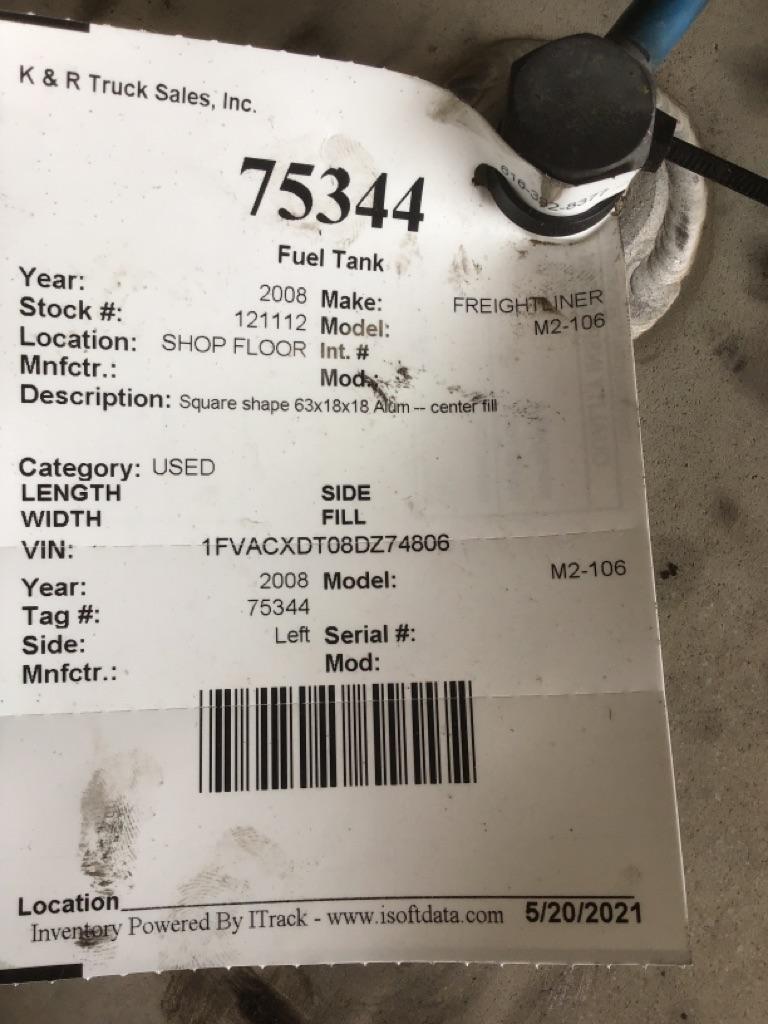 K & R Truck Sales, Inc.
75344
616-392-8377
Fuel Tank
Year: 2008 Make: FREIGHTLINER
Stock #: 121112 Model: M2-106
Location: SHOP FLOOR Int. #
Mnfctr.: Mod.:
Description: Square shape 63x18x18 Alum -- center fill
Category: USED
LENGTH SIDE
WIDTH FILL
VIN: 1FVACXDT08DZ74806
Year: 2008 Model: M2-106
Tag #: 75344
Side: Left Serial #:
Mnfctr.: Mod:
Location
Inventory Powered By ITrack - www.isoftdata.com 5/20/2021